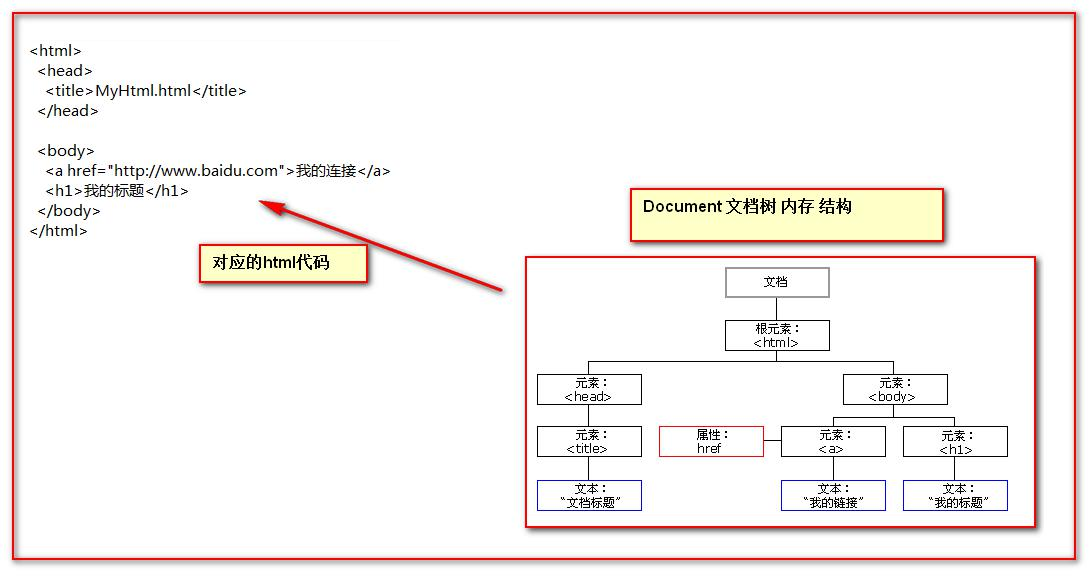 <html>
<head>
<title>MyHtml.html</title>
</head>
<body>
<a href="http://www.baidu.com">我的连接</a>
<h1>我的标题</h1>
</body>
</html>
对应的html代码
Document 文档树 内存 结构
文档
根元素：
<html>
元素：
<head>
元素：
<body>
元素：
<title>
属性：
href
元素：
<a>
元素：
<h1>
文本：
“文档标题”
文本：
“我的链接”
文本：
“我的标题”